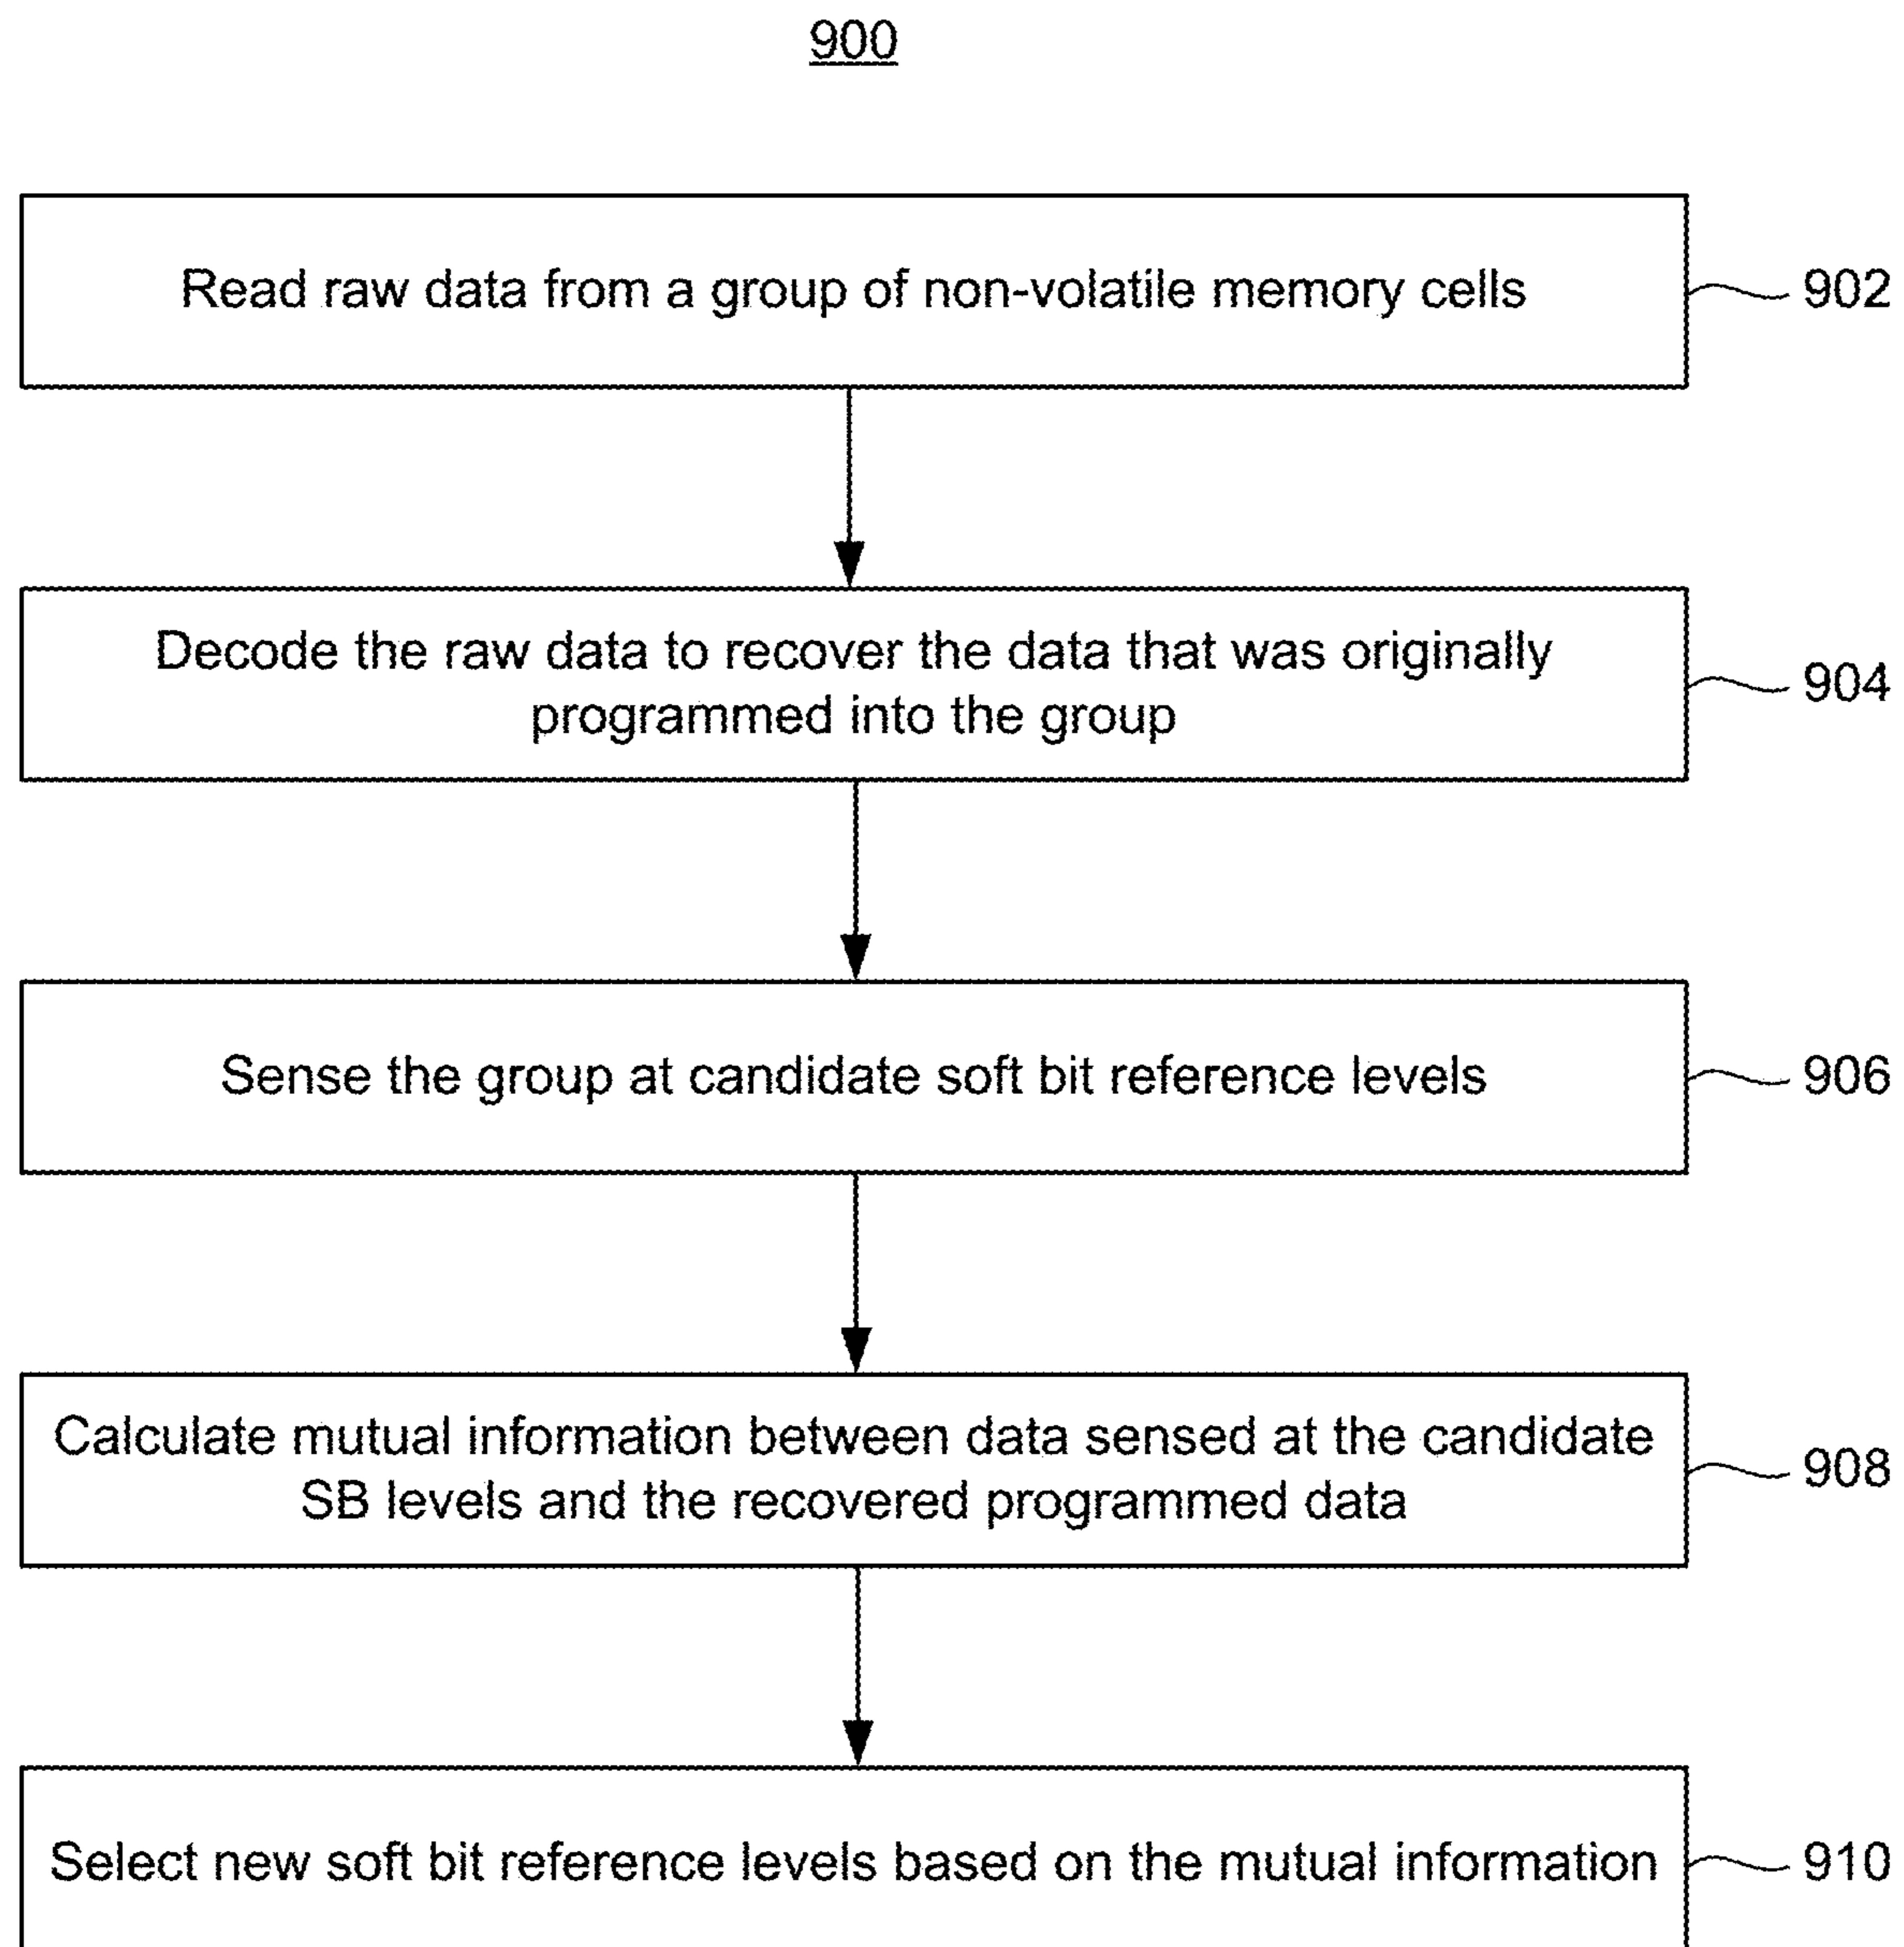 900
Read raw data from a group of non-volatile memory cells
902
Decode the raw data to recover the data that was originally
programmed into the group
904
Sense the group at candidate soft bit reference levels
906
Calculate mutual information between data sensed at the candidate
SB levels and the recovered programmed data
908
Select new soft bit reference levels based on the mutual information
910